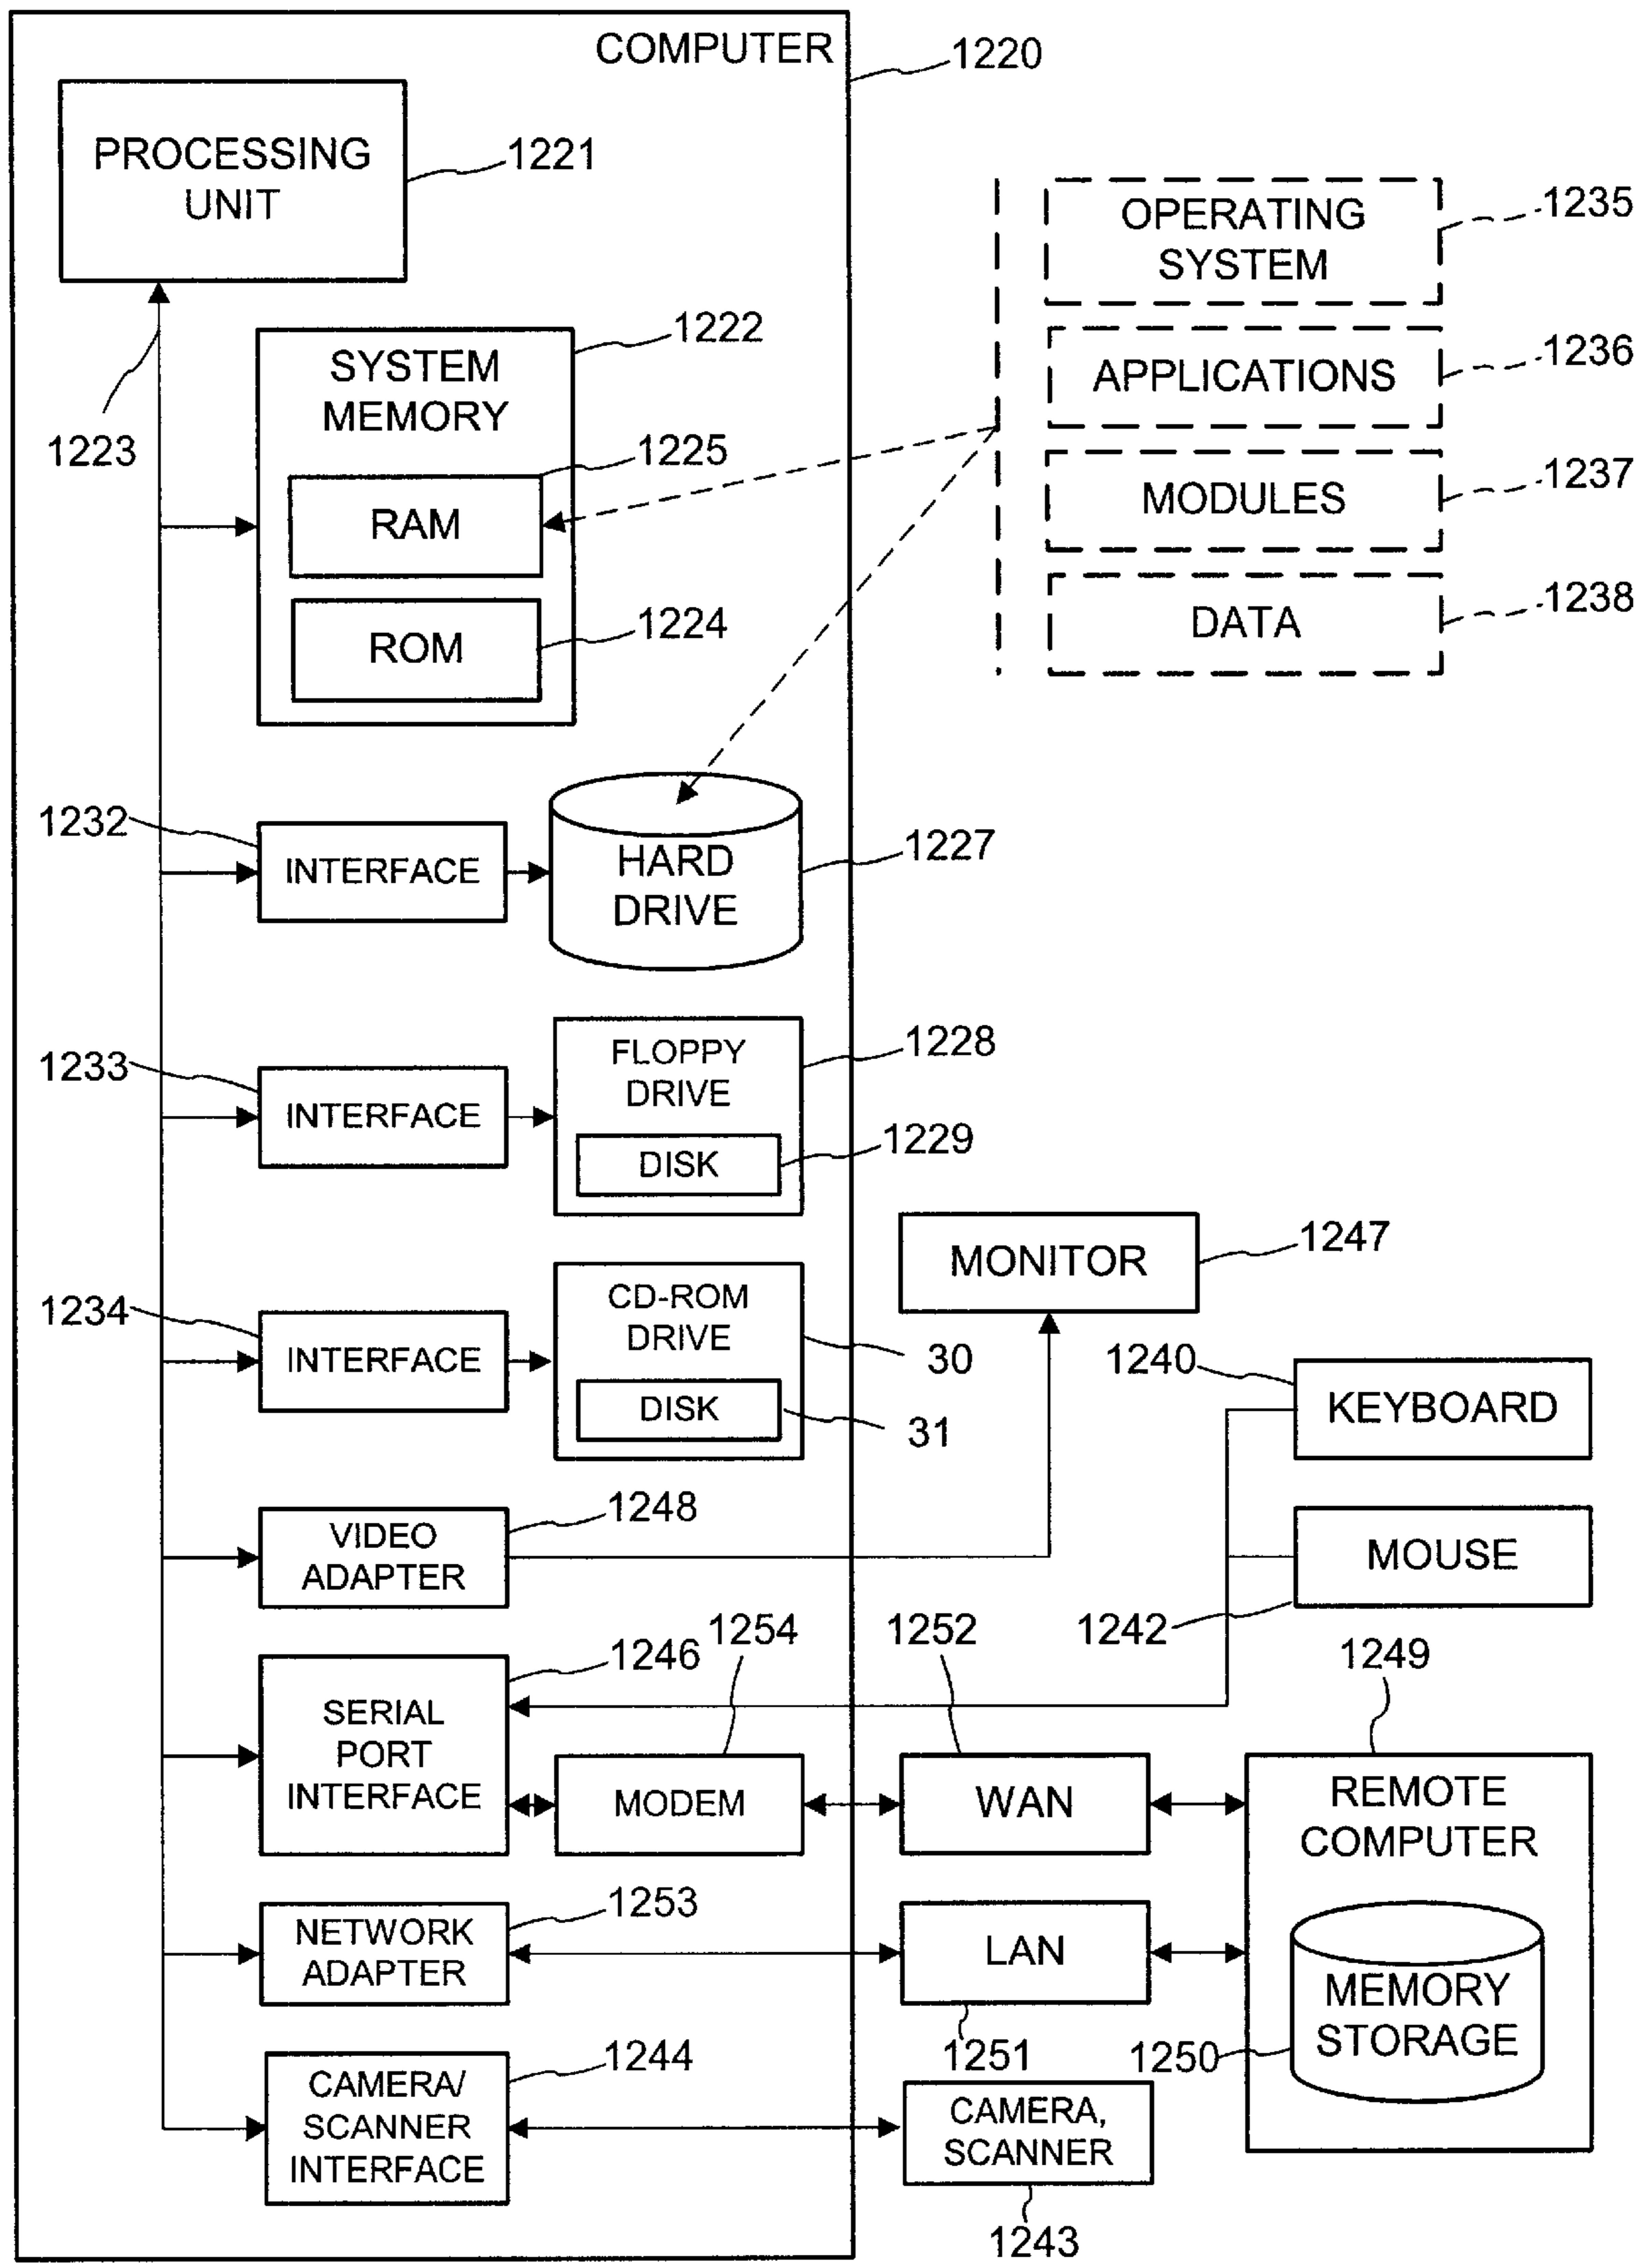 COMPUTER
1220
PROCESSING
UNIT
1221
1223
SYSTEM
MEMORY
1222
RAM
1225
ROM
1224
OPERATING
SYSTEM
1235
APPLICATIONS
1236
MODULES
1237
DATA
1238
1232
INTERFACE
HARD
DRIVE
1227
1233
INTERFACE
FLOPPY
DRIVE
1228
DISK
1229
1234
INTERFACE
CD-ROM
DRIVE
30
DISK
31
MONITOR
1247
1240
KEYBOARD
MOUSE
1242
VIDEO
ADAPTER
1248
SERIAL
PORT
INTERFACE
1246
1254
MODEM
1252
WAN
1249
REMOTE
COMPUTER
MEMORY
STORAGE
1250
NETWORK
ADAPTER
1253
LAN
1251
CAMERA/
SCANNER
INTERFACE
1244
CAMERA,
SCANNER
1243